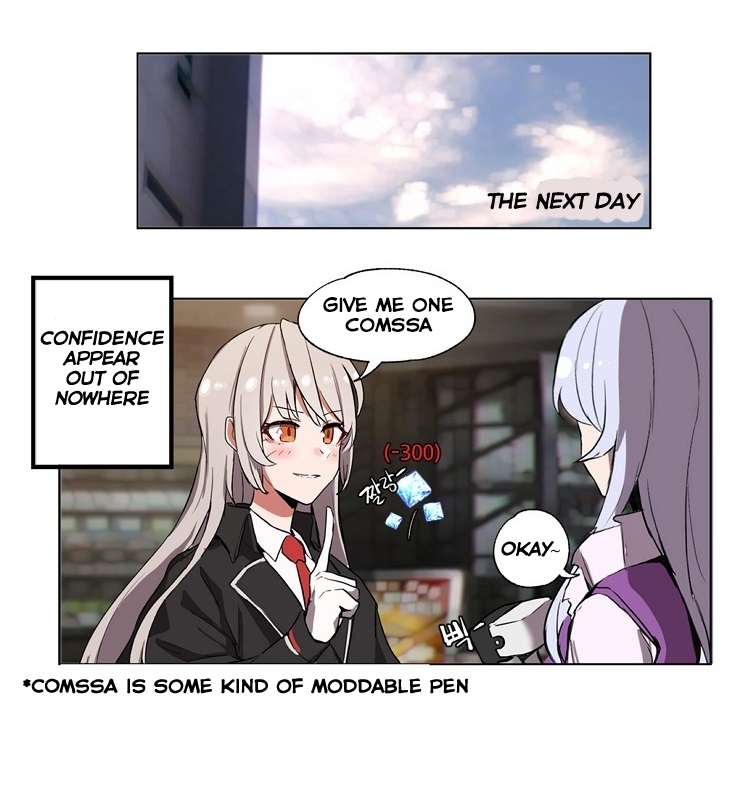 THE NEXT DAY
CONFIDENCE
APPEAR
OUT OF
NOWHERE
GIVE ME ONE
COMSSA
(-300)
짤랑~
OKAY~
삑
*COMSSA IS SOME KIND OF MODDABLE PEN